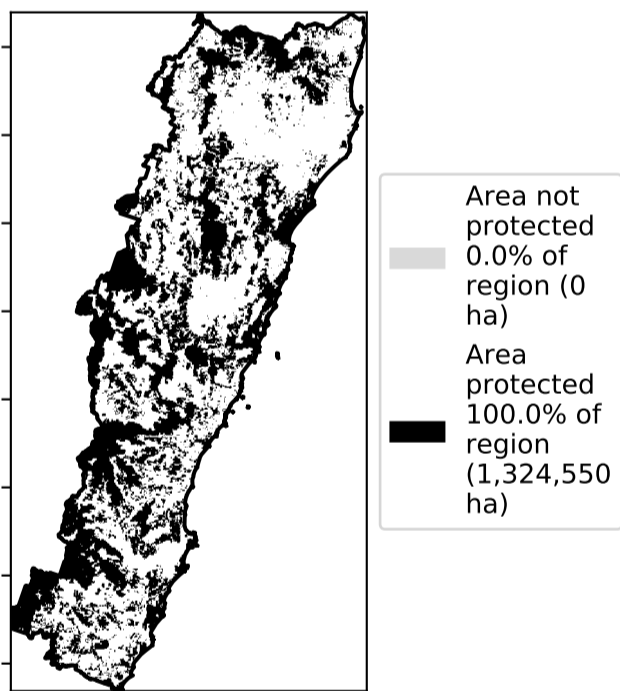 Area not
protected
0.0% of
region (0
ha)
Area
protected
100.0% of
region
(1,324,550
ha)